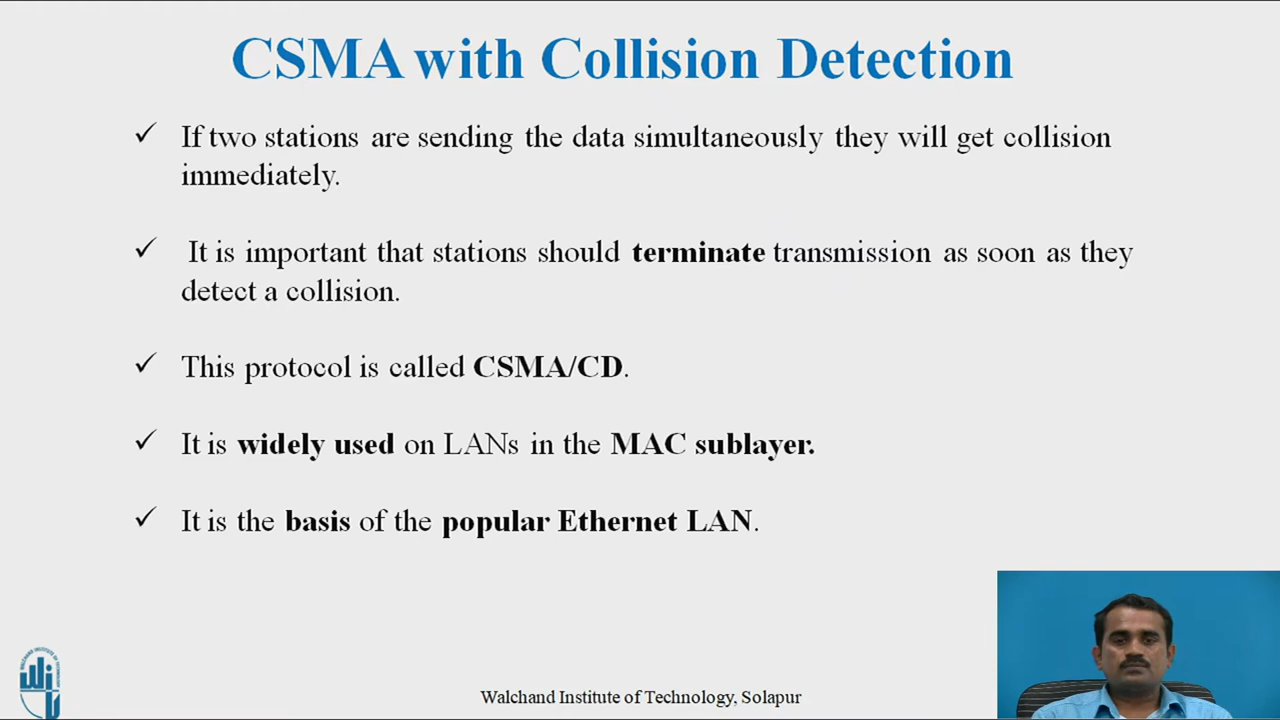 CSMA with Collision Detection
✓ If two stations are sending the data simultaneously they will get collision
immediately.
✓ It is important that stations should terminate transmission as soon as they
detect a collision.
✓ This protocol is called CSMA/CD.
✓ It is widely used on LANs in the MAC sublayer.
✓ It is the basis of the popular Ethernet LAN.
Walchand Institute of Technology, Solapur